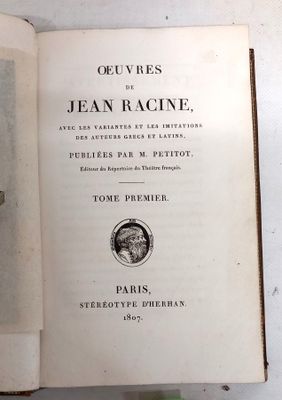 OEUVRES
DE
JEAN RACINE,
AVEC LES VARIANTES ET LES IMITATIONS
DES AUTEURS GRECS ET LATINS,
PUBLIÉES PAR M. PETITOT,
Éditeur du Répertoire du Théâtre français.
TOME PREMIER.
PARIS,
STÉRÉOTYPE D'HERHAN.
1807.